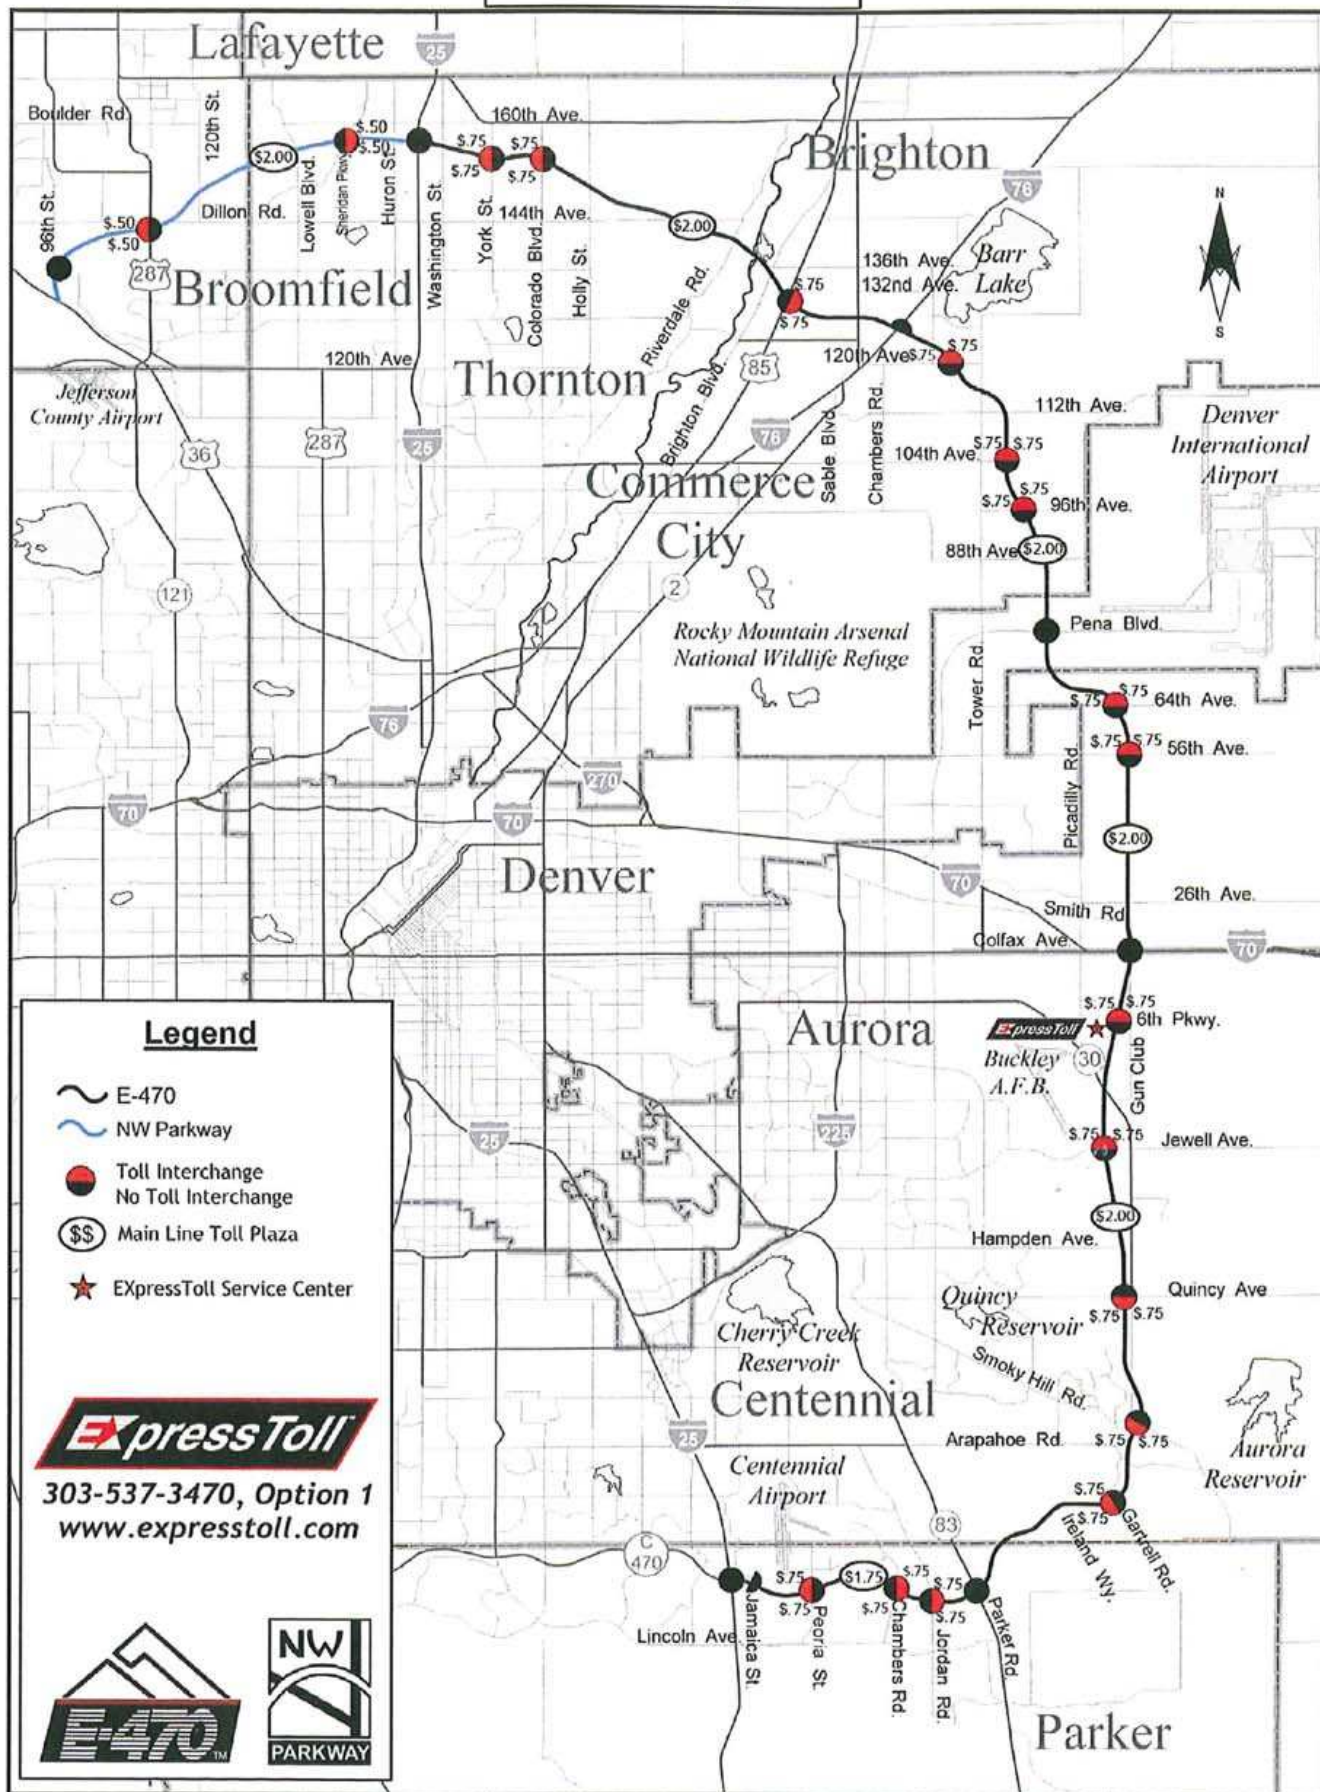 Lafayette
25
Boulder Rd.
120th St.
160th Ave.
$.50
$.50
$.75
$.75
$.75
$.75
$2.00
Lowell Blvd.
Sheridan Pkwy.
Huron St.
Washington St.
Brighton
76
96th St.
$.50
$.50
Dillon Rd.
York St.
144th Ave.
Colorado Blvd.
Holly St.
$2.00
N
S
287
Broomfield
Riverdale Rd.
136th Ave.
132nd Ave.
Barr
Lake
$.75
$.75
120th Ave
Thornton
Brighton Blvd.
85
120th Ave
$.75
$.75
Jefferson
County Airport
36
287
25
76
Sable Blvd
Chambers Rd.
112th Ave.
104th Ave.
$.75
$.75
Denver
International
Airport
Commerce
City
$.75
$.75
96th Ave.
88th Ave
$2.00
121
2
Rocky Mountain Arsenal
National Wildlife Refuge
Pena Blvd.
Tower Rd.
$.75
$.75
64th Ave.
76
$.75
$.75
56th Ave.
270
Picadilly Rd.
70
70
$2.00
Denver
70
26th Ave.
Smith Rd
Colfax Ave.
70
Aurora
$.75
$.75
6th Pkwy.
EXpressToll
Buckley
A.F.B.
30
Gun Club
25
225
$.75
$.75
Jewell Ave.
$2.00
Hampden Ave.
Quincy
Reservoir
Quincy Ave
$.75
$.75
Cherry Creek
Reservoir
Smoky Hill Rd.
Centennial
25
Arapahoe Rd.
$.75
$.75
Aurora
Reservoir
Centennial
Airport
83
$.75
$.75
Gartrell Rd.
Ireland Wy.
C
470
$.75
$.75
$1.75
$.75
$.75
$.75
$.75
Lincoln Ave.
Jamaica St.
Peoria St.
Chambers Rd.
Jordan Rd.
Parker Rd.
Parker
Legend
E-470
NW Parkway
Toll Interchange
No Toll Interchange
$$ Main Line Toll Plaza
EXpressToll Service Center
EXpressToll
303-537-3470, Option 1
www.expresstoll.com
E-470 TM
NW
PARKWAY